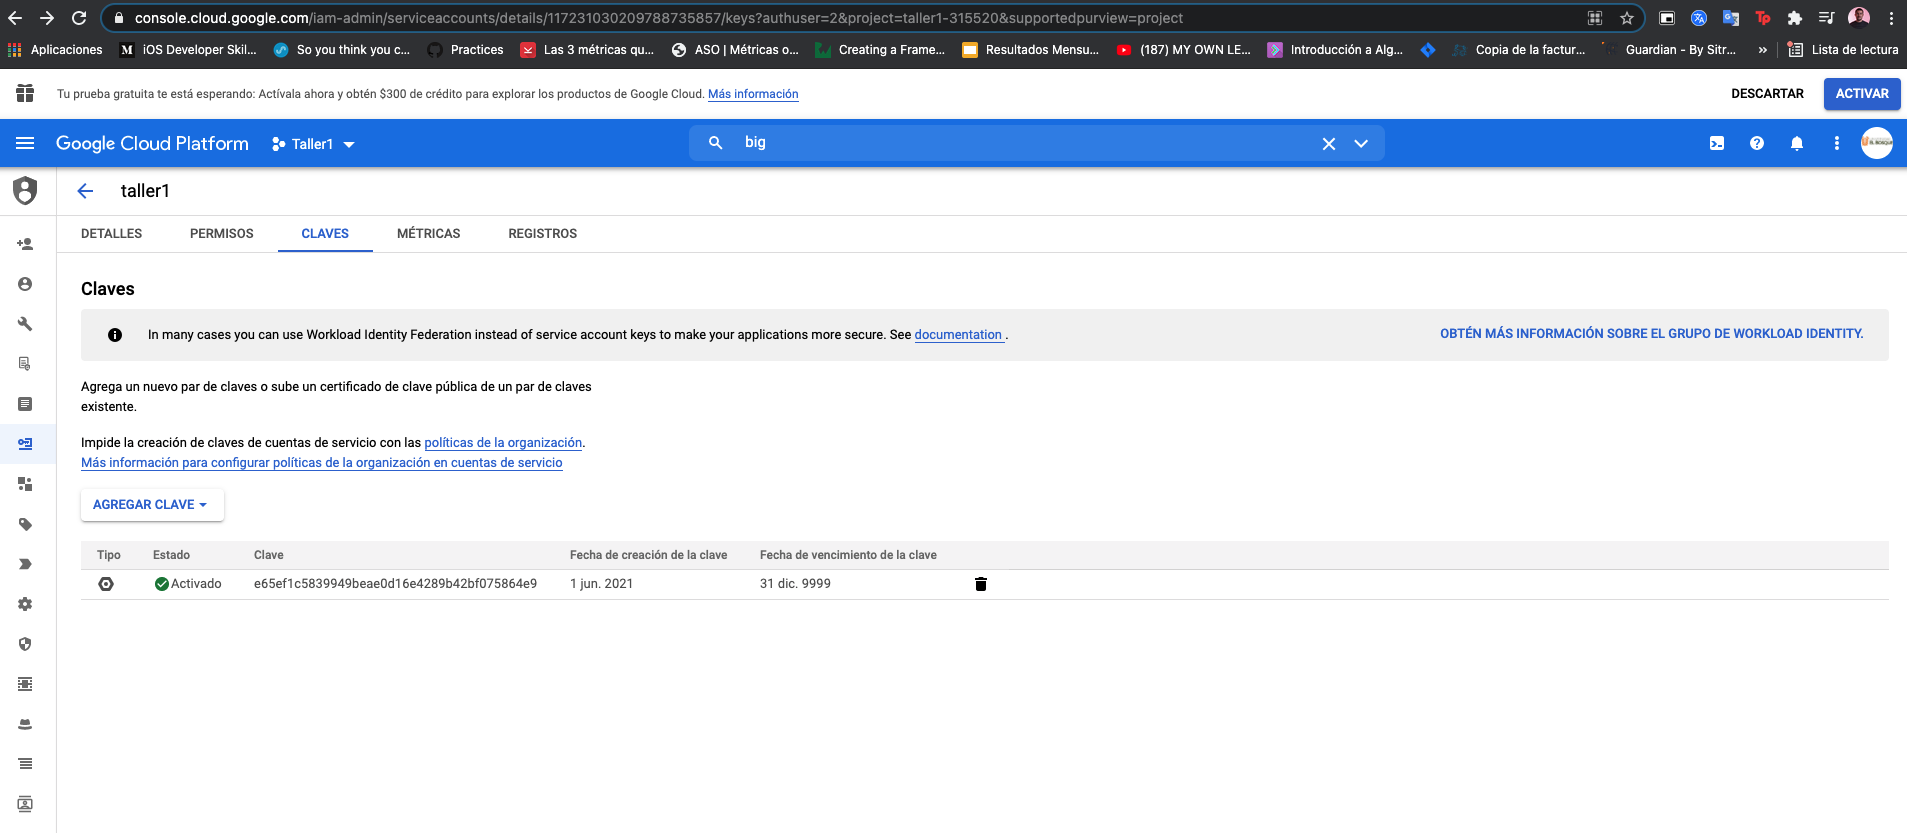 console.cloud.google.com/iam-admin/serviceaccounts/details/117231030209788735857/keys?authuser=2&project=taller1-315520&supportedpurview=project
Aplicaciones M iOS Developer Skil... So you think you c... Practices Las 3 métricas qu... ASO | Métricas o... Creating a Frame... Resultados Mensu... (187) MY OWN LE... Introducción a Alg... Copia de la factur... Guardian - By Sitr... » Lista de lectura
Tu prueba gratuita te está esperando: Actívala ahora y obtén $300 de crédito para explorar los productos de Google Cloud. Más información DESCARTAR ACTIVAR
Google Cloud Platform Taller1 big
taller1
DETALLES PERMISOS CLAVES MÉTRICAS REGISTROS
Claves
In many cases you can use Workload Identity Federation instead of service account keys to make your applications more secure. See documentation . OBTÉN MÁS INFORMACIÓN SOBRE EL GRUPO DE WORKLOAD IDENTITY.
Agrega un nuevo par de claves o sube un certificado de clave pública de un par de claves
existente.
Impide la creación de claves de cuentas de servicio con las políticas de la organización.
Más información para configurar políticas de la organización en cuentas de servicio
AGREGAR CLAVE
Tipo Estado Clave Fecha de creación de la clave Fecha de vencimiento de la clave
Activado e65ef1c5839949beae0d16e4289b42bf075864e9 1 jun. 2021 31 dic. 9999